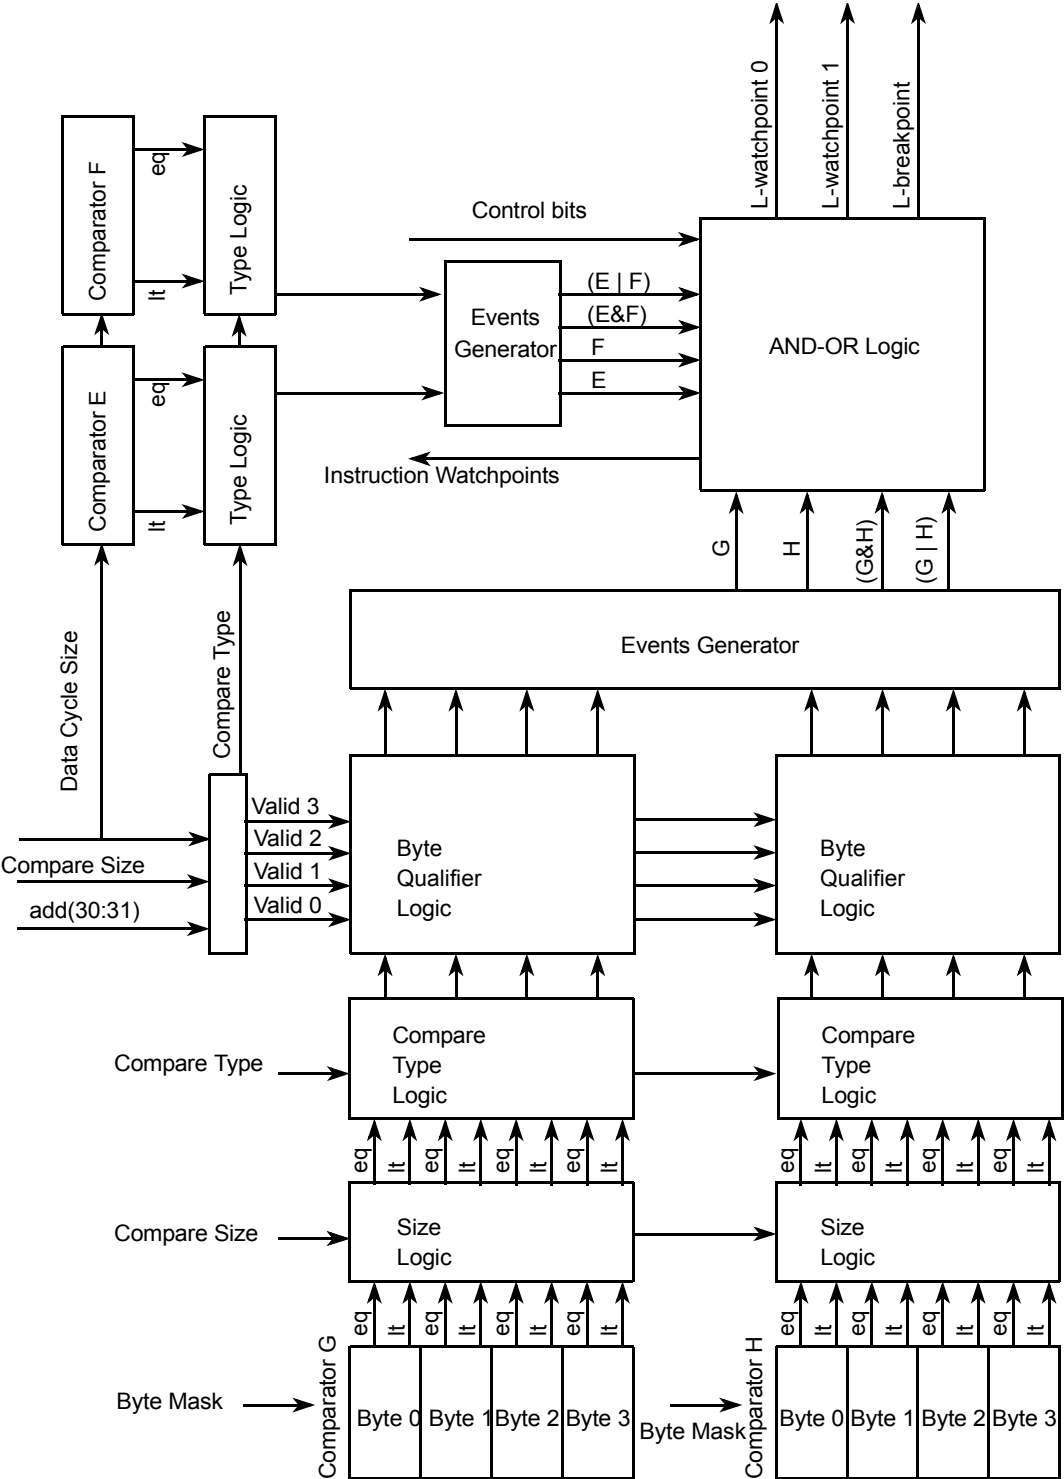 L-watchpoint 0
L-watchpoint 1
L-breakpoint
Comparator F
eq
lt
Type Logic
Control bits
Events
Generator
(E | F)
(E&F)
F
E
AND-OR Logic
Comparator E
eq
lt
Type Logic
Instruction Watchpoints
G
H
(G&H)
(G | H)
Data Cycle Size
Compare Type
Events Generator
Compare Size
add(30:31)
Valid 3
Valid 2
Valid 1
Valid 0
Byte
Qualifier
Logic
Byte
Qualifier
Logic
Compare Type
Compare
Type
Logic
Compare
Type
Logic
eq lt eq lt eq lt eq lt
eq lt eq lt eq lt eq lt
Compare Size
Size
Logic
Size
Logic
eq lt eq lt eq lt eq lt
eq lt eq lt eq lt eq lt
Byte Mask
Comparator G
Byte 0 Byte 1 Byte 2 Byte 3
Byte Mask
Comparator H
Byte 0 Byte 1 Byte 2 Byte 3